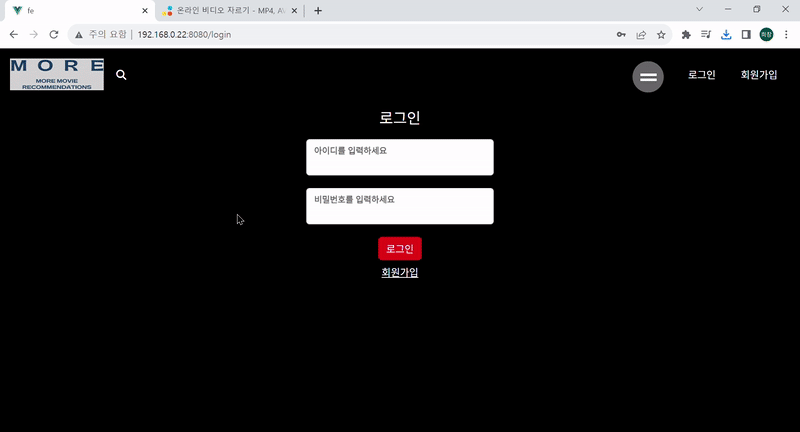 fe
온라인 비디오 자르기 - MP4, AV
주의 요함 | 192.168.0.22:8080/login
희창
M O R E
MORE MOVIE
RECOMMENDATIONS
로그인
회원가입
로그인
아이디를 입력하세요
비밀번호를 입력하세요
로그인
회원가입